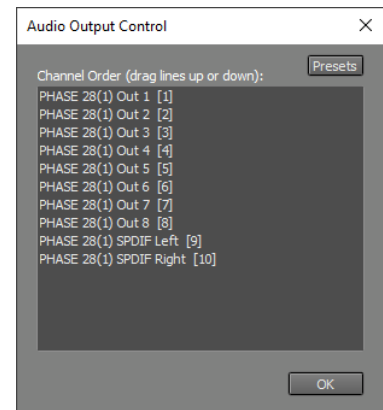 Audio Output Control
Presets
Channel Order (drag lines up or down):
PHASE 28(1) Out 1 [1]
PHASE 28(1) Out 2 [2]
PHASE 28(1) Out 3 [3]
PHASE 28(1) Out 4 [4]
PHASE 28(1) Out 5 [5]
PHASE 28(1) Out 6 [6]
PHASE 28(1) Out 7 [7]
PHASE 28(1) Out 8 [8]
PHASE 28(1) SPDIF Left [9]
PHASE 28(1) SPDIF Right [10]
OK